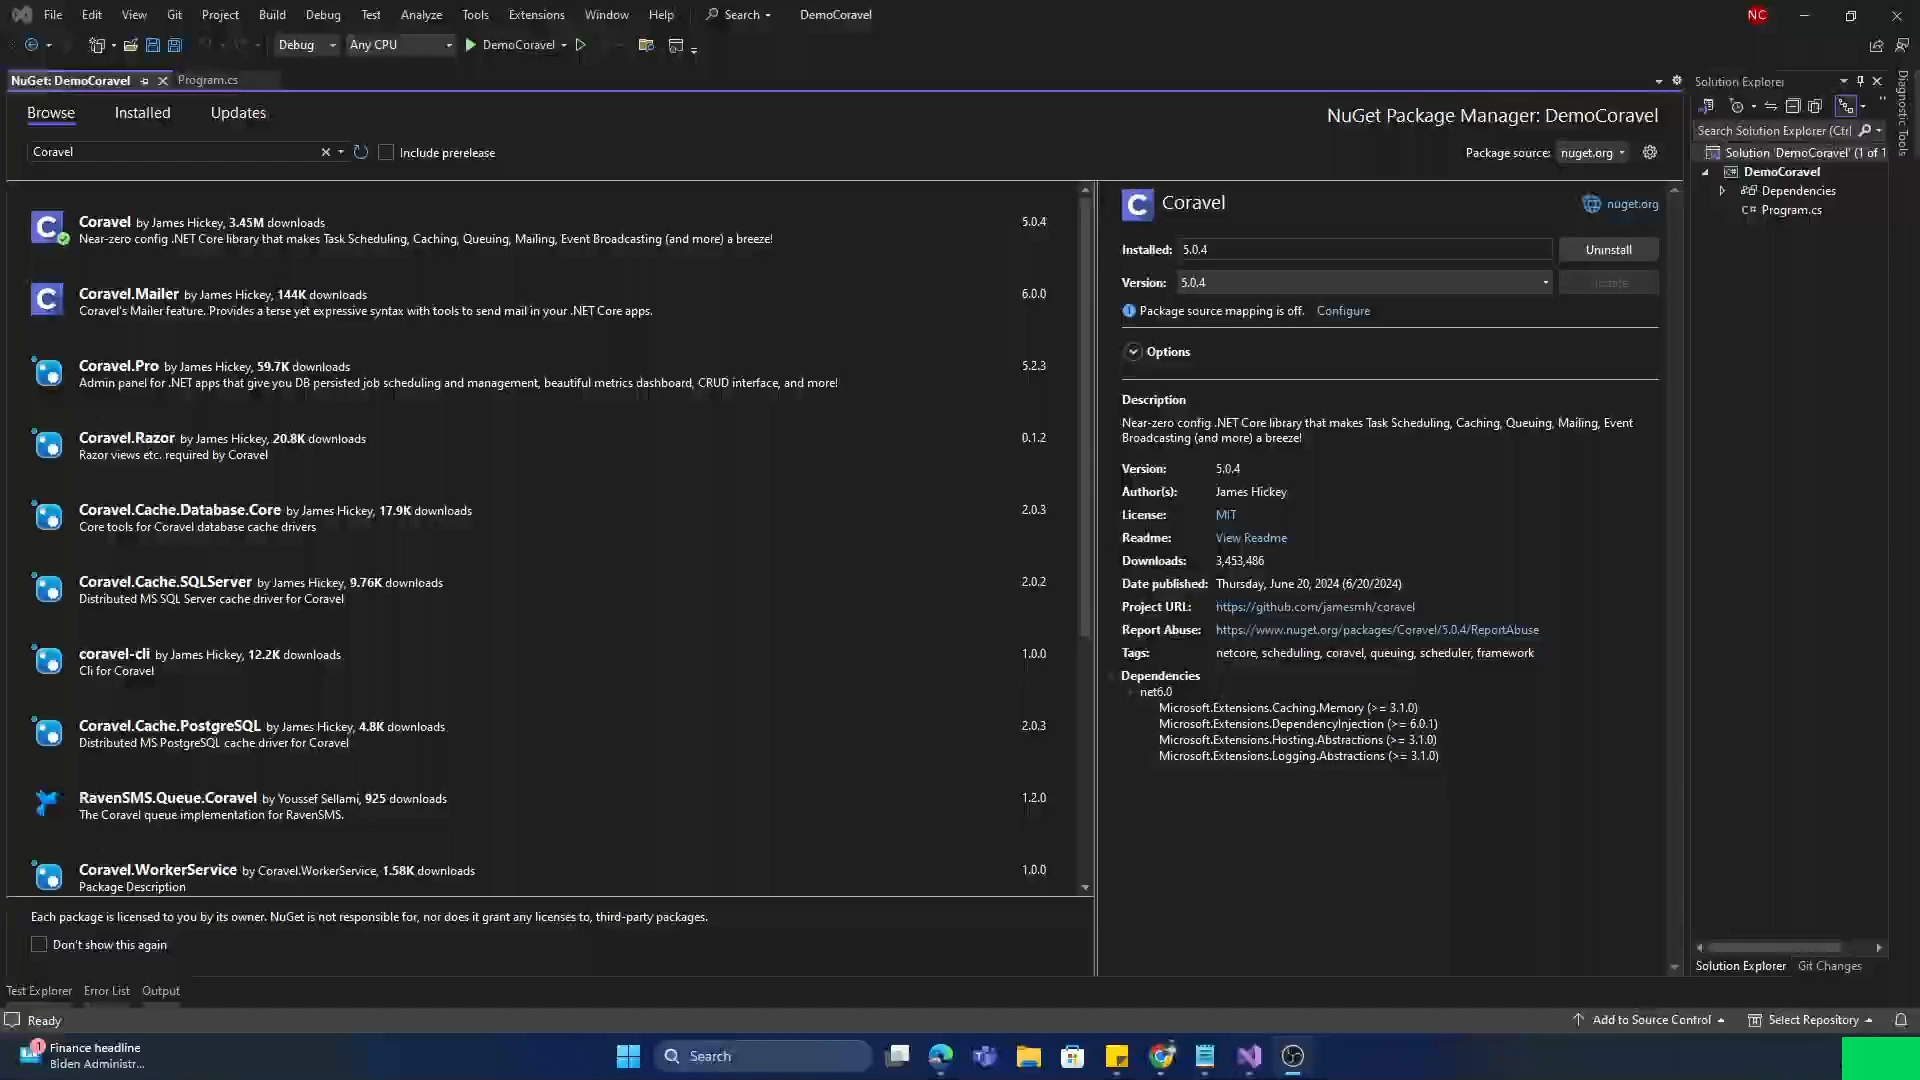 File Edit View Git Project Build Debug Test Analyze Tools Extensions Window Help Search DemoCoravel NC
Debug Any CPU DemoCoravel
NuGet: DemoCoravel Program.cs
Browse Installed Updates
NuGet Package Manager: DemoCoravel
Coravel Include prerelease
Package source: nuget.org
Coravel by James Hickey, 3.45M downloads 5.0.4
Near-zero config .NET Core library that makes Task Scheduling, Caching, Queuing, Mailing, Event Broadcasting (and more) a breeze!
Coravel.Mailer by James Hickey, 144K downloads 6.0.0
Coravel's Mailer feature. Provides a terse yet expressive syntax with tools to send mail in your .NET Core apps.
Coravel.Pro by James Hickey, 59.7K downloads 5.2.3
Admin panel for .NET apps that give you DB persisted job scheduling and management, beautiful metrics dashboard, CRUD interface, and more!
Coravel.Razor by James Hickey, 20.8K downloads 0.1.2
Razor views etc. required by Coravel
Coravel.Cache.Database.Core by James Hickey, 17.9K downloads 2.0.3
Core tools for Coravel database cache drivers
Coravel.Cache.SQLServer by James Hickey, 9.76K downloads 2.0.2
Distributed MS SQL Server cache driver for Coravel
coravel-cli by James Hickey, 12.2K downloads 1.0.0
Cli for Coravel
Coravel.Cache.PostgreSQL by James Hickey, 4.8K downloads 2.0.3
Distributed MS PostgreSQL cache driver for Coravel
RavenSMS.Queue.Coravel by Youssef Sellami, 925 downloads 1.2.0
The Coravel queue implementation for RavenSMS.
Coravel.WorkerService by Coravel.WorkerService, 1.58K downloads 1.0.0
Package Description
Each package is licensed to you by its owner. NuGet is not responsible for, nor does it grant any licenses to, third-party packages.
Don't show this again
C Coravel nuget.org
Installed: 5.0.4 Uninstall
Version: 5.0.4 Update
Package source mapping is off. Configure
Options
Description
Near-zero config .NET Core library that makes Task Scheduling, Caching, Queuing, Mailing, Event
Broadcasting (and more) a breeze!
Version: 5.0.4
Author(s): James Hickey
License: MIT
Readme: View Readme
Downloads: 3,453,486
Date published: Thursday, June 20, 2024 (6/20/2024)
Project URL: https://github.com/jamesmh/coravel
Report Abuse: https://www.nuget.org/packages/Coravel/5.0.4/ReportAbuse
Tags: netcore, scheduling, coravel, queuing, scheduler, framework
Dependencies
net6.0
Microsoft.Extensions.Caching.Memory (>= 3.1.0)
Microsoft.Extensions.DependencyInjection (>= 6.0.1)
Microsoft.Extensions.Hosting.Abstractions (>= 3.1.0)
Microsoft.Extensions.Logging.Abstractions (>= 3.1.0)
Solution Explorer
Search Solution Explorer (Ctrl
Solution 'DemoCoravel' (1 of 1
DemoCoravel
Dependencies
C# Program.cs
Solution Explorer Git Changes
Diagnostic Tools
Test Explorer Error List Output
Ready Add to Source Control Select Repository
1 Finance headline
Biden Administr...
Search